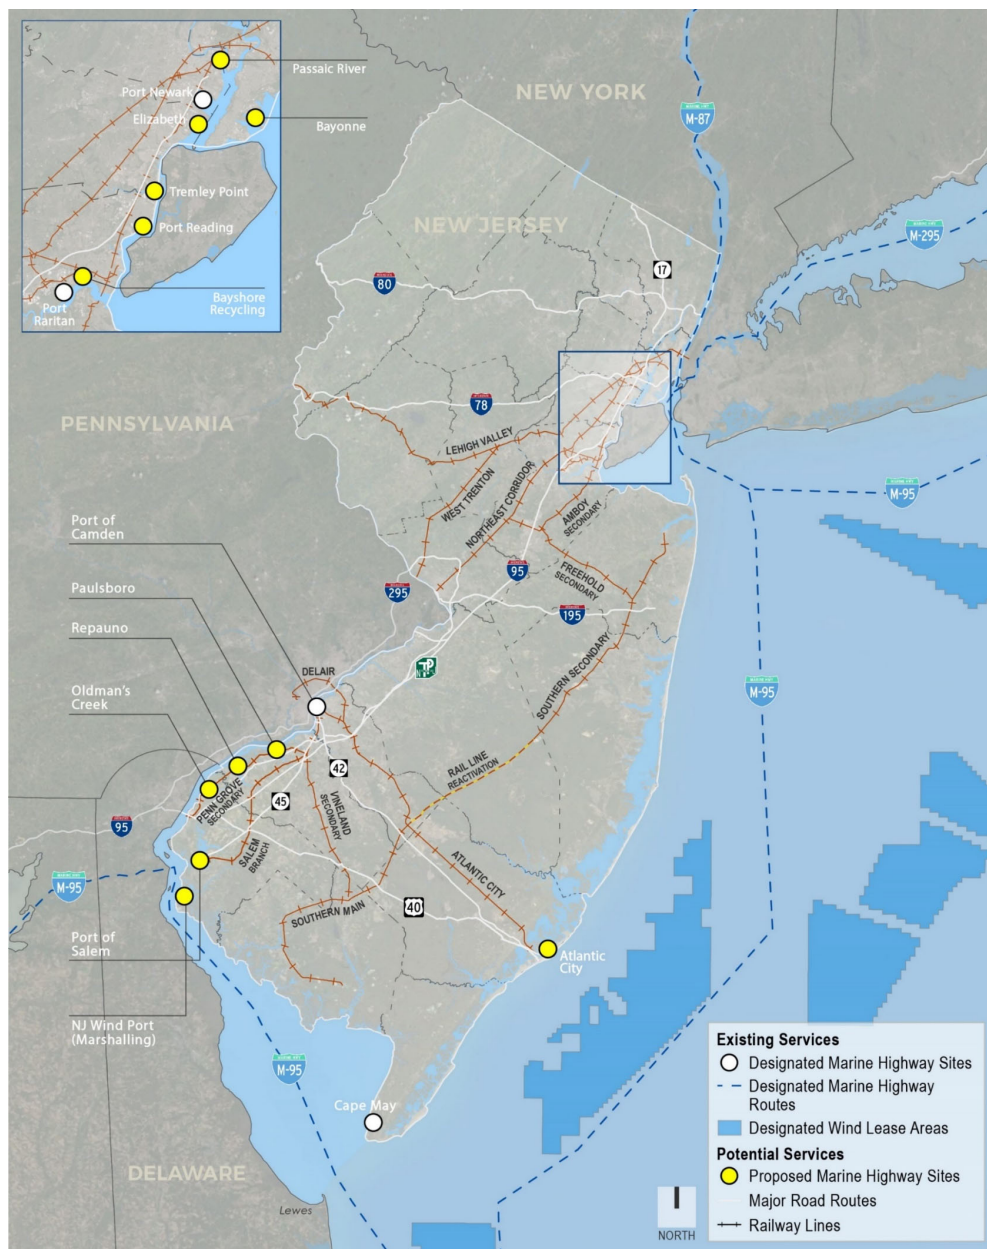 Passaic River
Port Newark
Elizabeth
Bayonne
Tremley Point
Port Reading
Port
Raritan
Bayshore
Recycling
NEW YORK
M-87
NEW JERSEY
M-295
17
80
PENNSYLVANIA
78
LEHIGH VALLEY
WEST TRENTON
NORTHEAST CORRIDOR
AMBOY
SECONDARY
M-95
Port of
Camden
95
FREEHOLD
SECONDARY
295
195
Paulsboro
Repauno
Oldman's
Creek
DELAIR
SOUTHERN SECONDARY
M-95
RAIL LINE
REACTIVATION
42
45
PENN GROVE
SECONDARY
VINELAND
SECONDARY
95
SALEM
BRANCH
ATLANTIC CITY
M-95
SOUTHERN MAIN
40
Port of
Salem
Atlantic
City
NJ Wind Port
(Marshalling)
M-95
Cape May
DELAWARE
Lewes
NORTH
Existing Services
Designated Marine Highway Sites
Designated Marine Highway
Routes
Designated Wind Lease Areas
Potential Services
Proposed Marine Highway Sites
Major Road Routes
Railway Lines